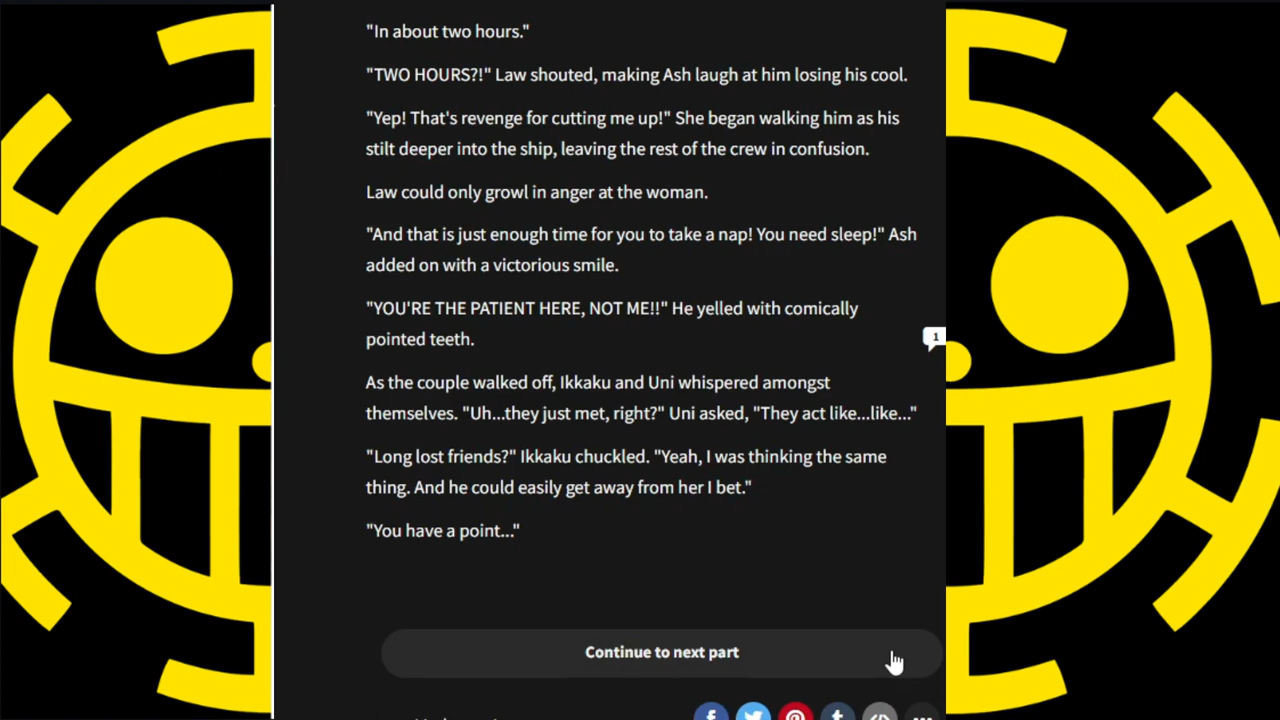 "In about two hours."
"TWO HOURS?!" Law shouted, making Ash laugh at him losing his cool.
"Yep! That's revenge for cutting me up!" She began walking him as his
stilt deeper into the ship, leaving the rest of the crew in confusion.
Law could only growl in anger at the woman.
"And that is just enough time for you to take a nap! You need sleep!" Ash
added on with a victorious smile.
"YOU'RE THE PATIENT HERE, NOT ME!!" He yelled with comically
pointed teeth.
1
As the couple walked off, Ikkaku and Uni whispered amongst
themselves. "Uh...they just met, right?" Uni asked, "They act like...like..."
"Long lost friends?" Ikkaku chuckled. "Yeah, I was thinking the same
thing. And he could easily get away from her I bet."
"You have a point..."
Continue to next part